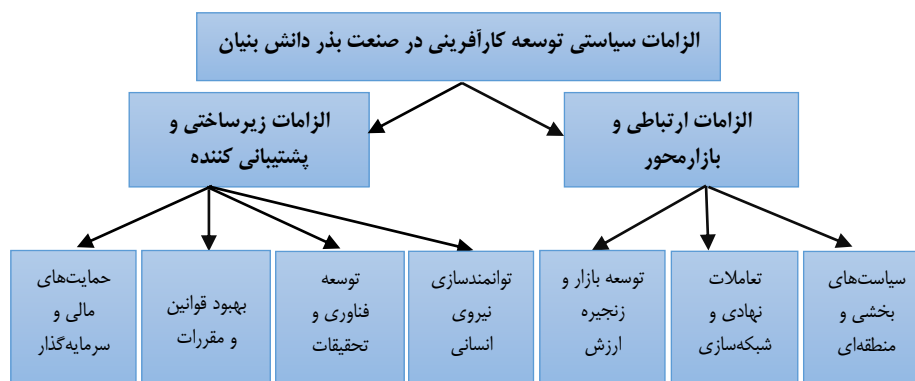 الزامات سیاستی توسعه کارآفرینی در صنعت بذر دانش بنیان
الزامات ارتباطی و
بازارمحور
الزامات زیرساختی و
پشتیبانی کننده
سیاست‌های
بخشی و
منطقه‌ای
تعاملات
نهادی و
شبکه‌سازی
توسعه بازار و
زنجیره
ارزش
توانمندسازی
نیروی
انسانی
توسعه
فناوری و
تحقیقات
بهبود قوانین
و مقررات
حمایت‌های
مالی و
سرمایه‌گذار